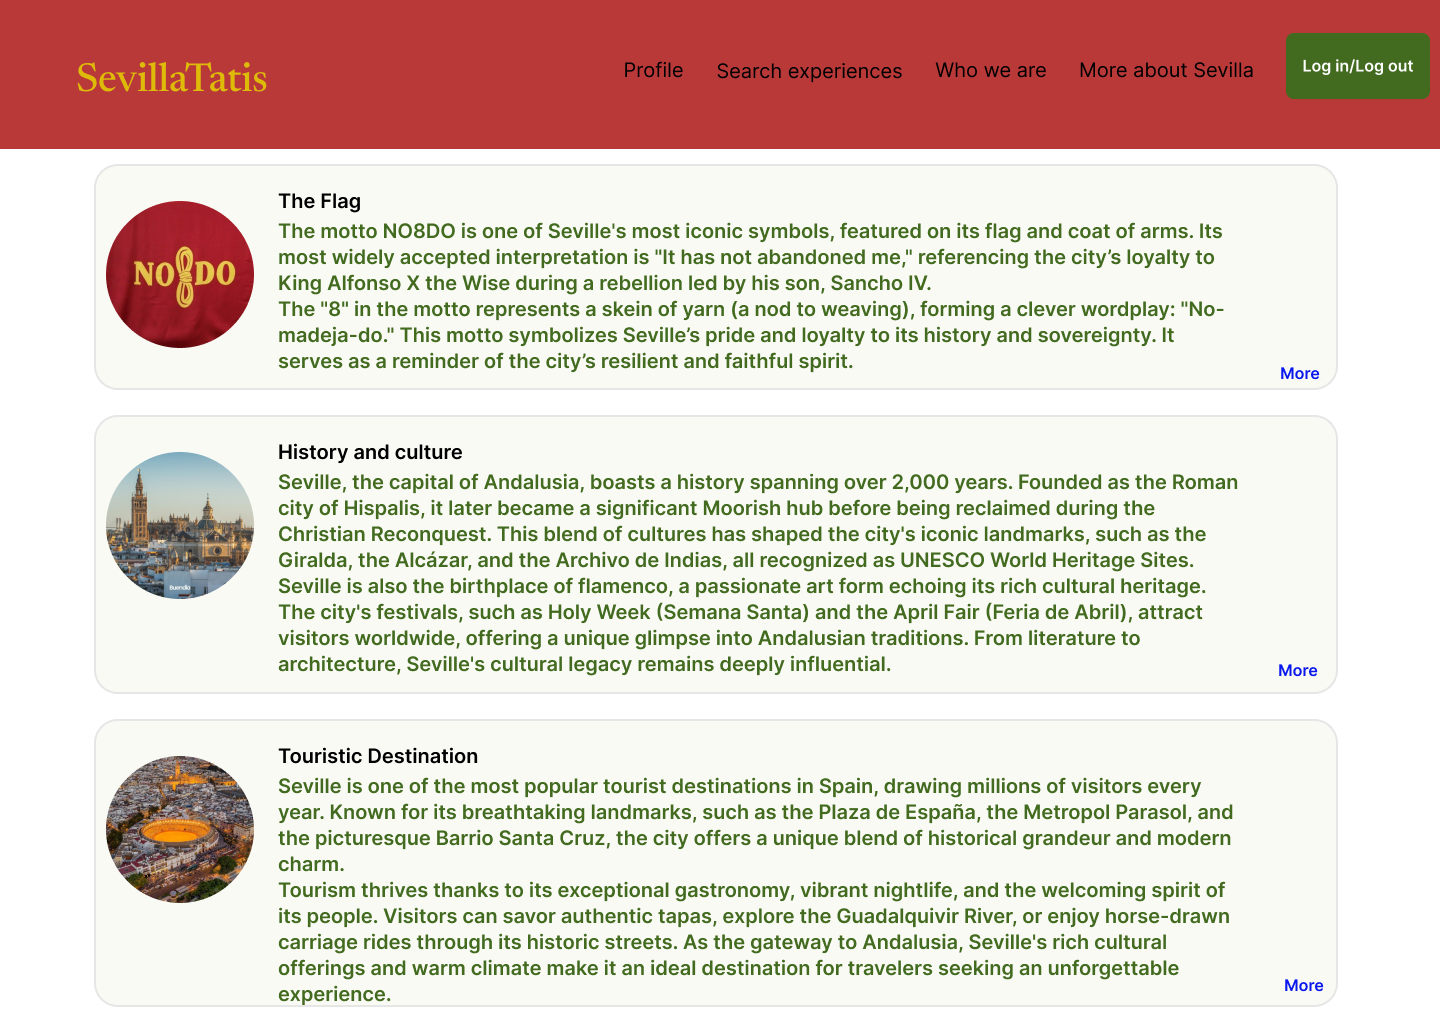 SevillaTatis
Profile
Search experiences
Who we are
More about Sevilla
Log in/Log out
NO8DO
The Flag
The motto NO8DO is one of Seville's most iconic symbols, featured on its flag and coat of arms. Its
most widely accepted interpretation is "It has not abandoned me," referencing the city’s loyalty to
King Alfonso X the Wise during a rebellion led by his son, Sancho IV.
The "8" in the motto represents a skein of yarn (a nod to weaving), forming a clever wordplay: "No-
madeja-do." This motto symbolizes Seville’s pride and loyalty to its history and sovereignty. It
serves as a reminder of the city’s resilient and faithful spirit.
More
Buendía
History and culture
Seville, the capital of Andalusia, boasts a history spanning over 2,000 years. Founded as the Roman
city of Hispalis, it later became a significant Moorish hub before being reclaimed during the
Christian Reconquest. This blend of cultures has shaped the city's iconic landmarks, such as the
Giralda, the Alcázar, and the Archivo de Indias, all recognized as UNESCO World Heritage Sites.
Seville is also the birthplace of flamenco, a passionate art form echoing its rich cultural heritage.
The city's festivals, such as Holy Week (Semana Santa) and the April Fair (Feria de Abril), attract
visitors worldwide, offering a unique glimpse into Andalusian traditions. From literature to
architecture, Seville's cultural legacy remains deeply influential.
More
Touristic Destination
Seville is one of the most popular tourist destinations in Spain, drawing millions of visitors every
year. Known for its breathtaking landmarks, such as the Plaza de España, the Metropol Parasol, and
the picturesque Barrio Santa Cruz, the city offers a unique blend of historical grandeur and modern
charm.
Tourism thrives thanks to its exceptional gastronomy, vibrant nightlife, and the welcoming spirit of
its people. Visitors can savor authentic tapas, explore the Guadalquivir River, or enjoy horse-drawn
carriage rides through its historic streets. As the gateway to Andalusia, Seville's rich cultural
offerings and warm climate make it an ideal destination for travelers seeking an unforgettable
experience.
More